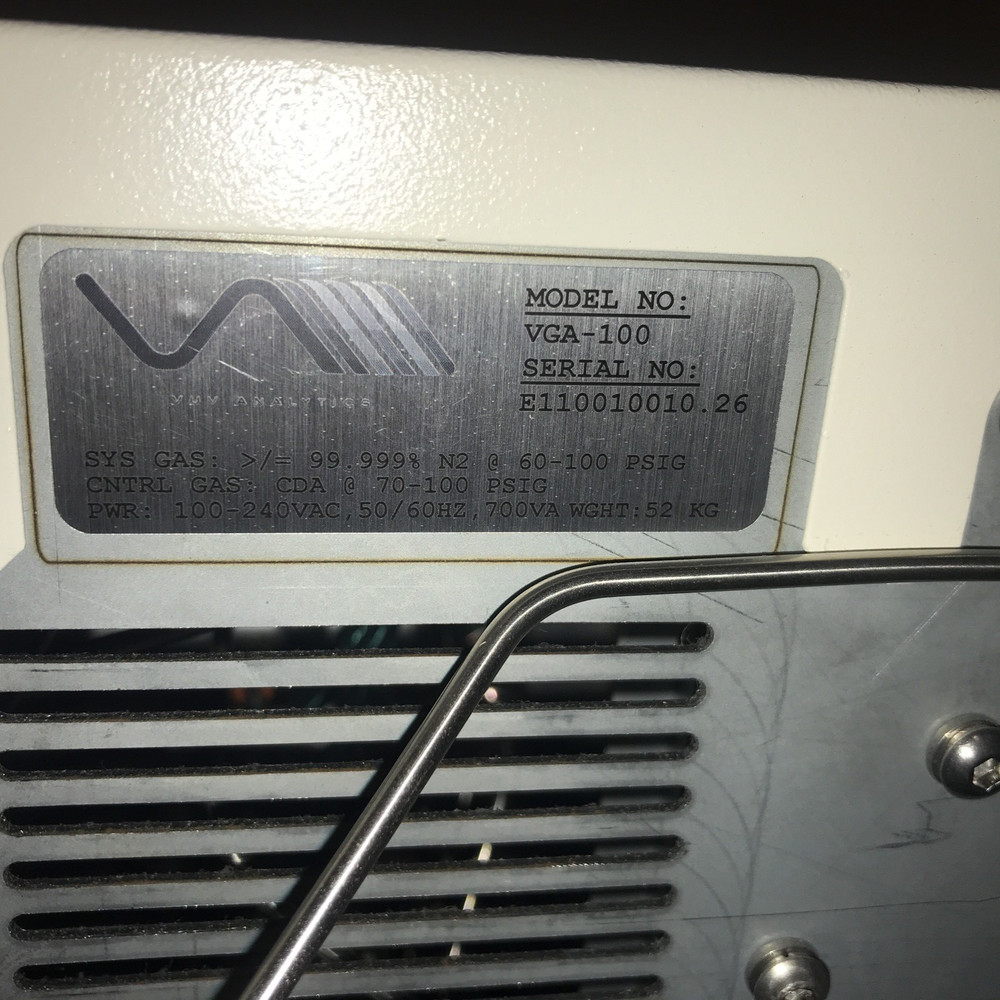 VUV ANALYTICS
MODEL NO:
VGA-100
SERIAL NO:
E110010010.26
SYS GAS: >/= 99.999% N2 @ 60-100 PSIG
CNTRL GAS: CDA @ 70-100 PSIG
PWR: 100-240VAC,50/60HZ,700VA WGHT:52 KG